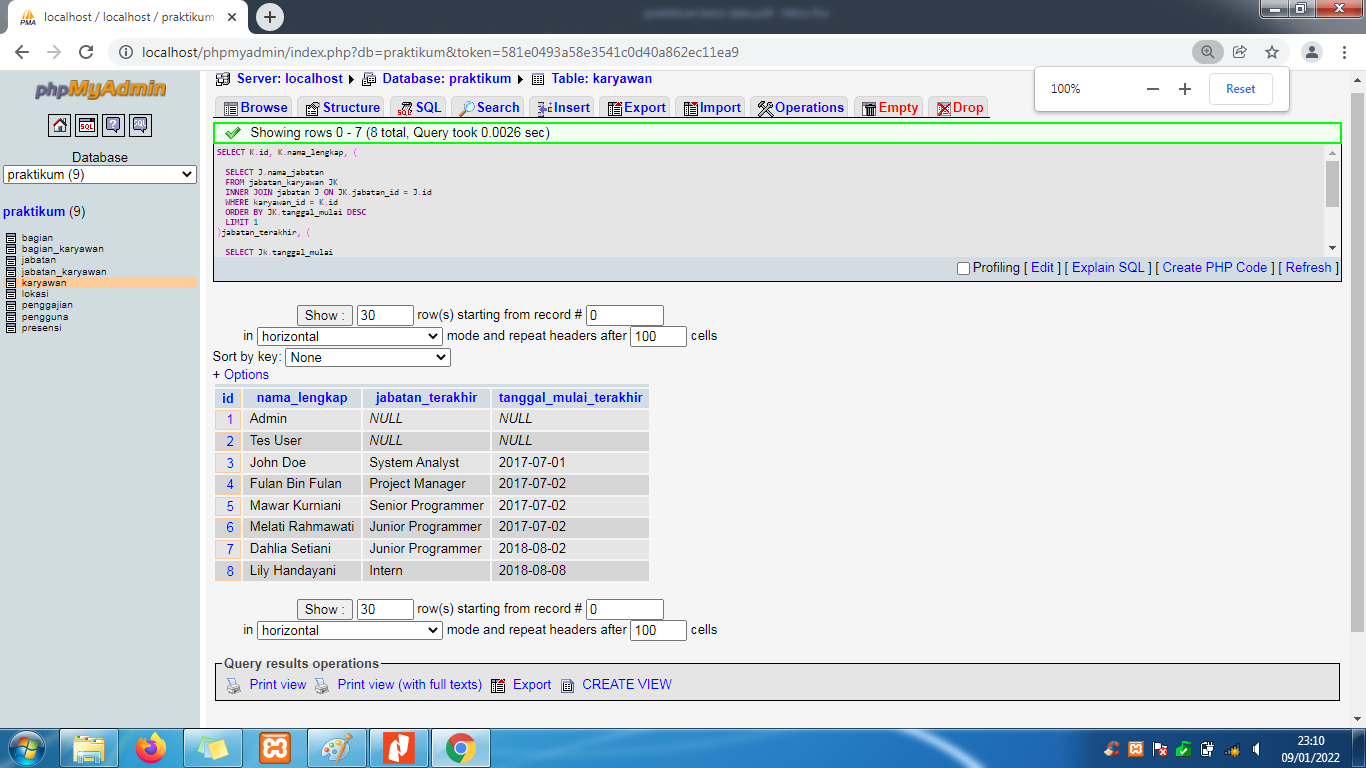 localhost / localhost / praktikum
localhost/phpmyadmin/index.php?db=praktikum&token=581e0493a58e3541c0d40a862ec11ea9
100%
Reset
phpMyAdmin
Database
praktikum (9)
praktikum (9)
bagian
bagian_karyawan
jabatan
jabatan_karyawan
karyawan
lokasi
penggajian
pengguna
presensi
Server: localhost Database: praktikum Table: karyawan
Browse Structure SQL Search Insert Export Import Operations Empty Drop
Showing rows 0 - 7 (8 total, Query took 0.0026 sec)
SELECT K.id, K.nama_lengkap, (
SELECT J.nama_jabatan
FROM jabatan_karyawan JK
INNER JOIN jabatan J ON JK.jabatan_id = J.id
WHERE karyawan_id = K.id
ORDER BY JK.tanggal_mulai DESC
LIMIT 1
)jabatan_terakhir, (
SELECT Jk.tanggal_mulai
Profiling [ Edit ] [ Explain SQL ] [ Create PHP Code ] [ Refresh ]
Show : 30 row(s) starting from record # 0
in horizontal mode and repeat headers after 100 cells
Sort by key: None
+ Options
id nama_lengkap jabatan_terakhir tanggal_mulai_terakhir
1 Admin NULL NULL
2 Tes User NULL NULL
3 John Doe System Analyst 2017-07-01
4 Fulan Bin Fulan Project Manager 2017-07-02
5 Mawar Kurniani Senior Programmer 2017-07-02
6 Melati Rahmawati Junior Programmer 2017-07-02
7 Dahlia Setiani Junior Programmer 2018-08-02
8 Lily Handayani Intern 2018-08-08
Show : 30 row(s) starting from record # 0
in horizontal mode and repeat headers after 100 cells
Query results operations
Print view Print view (with full texts) Export CREATE VIEW
23:10
09/01/2022